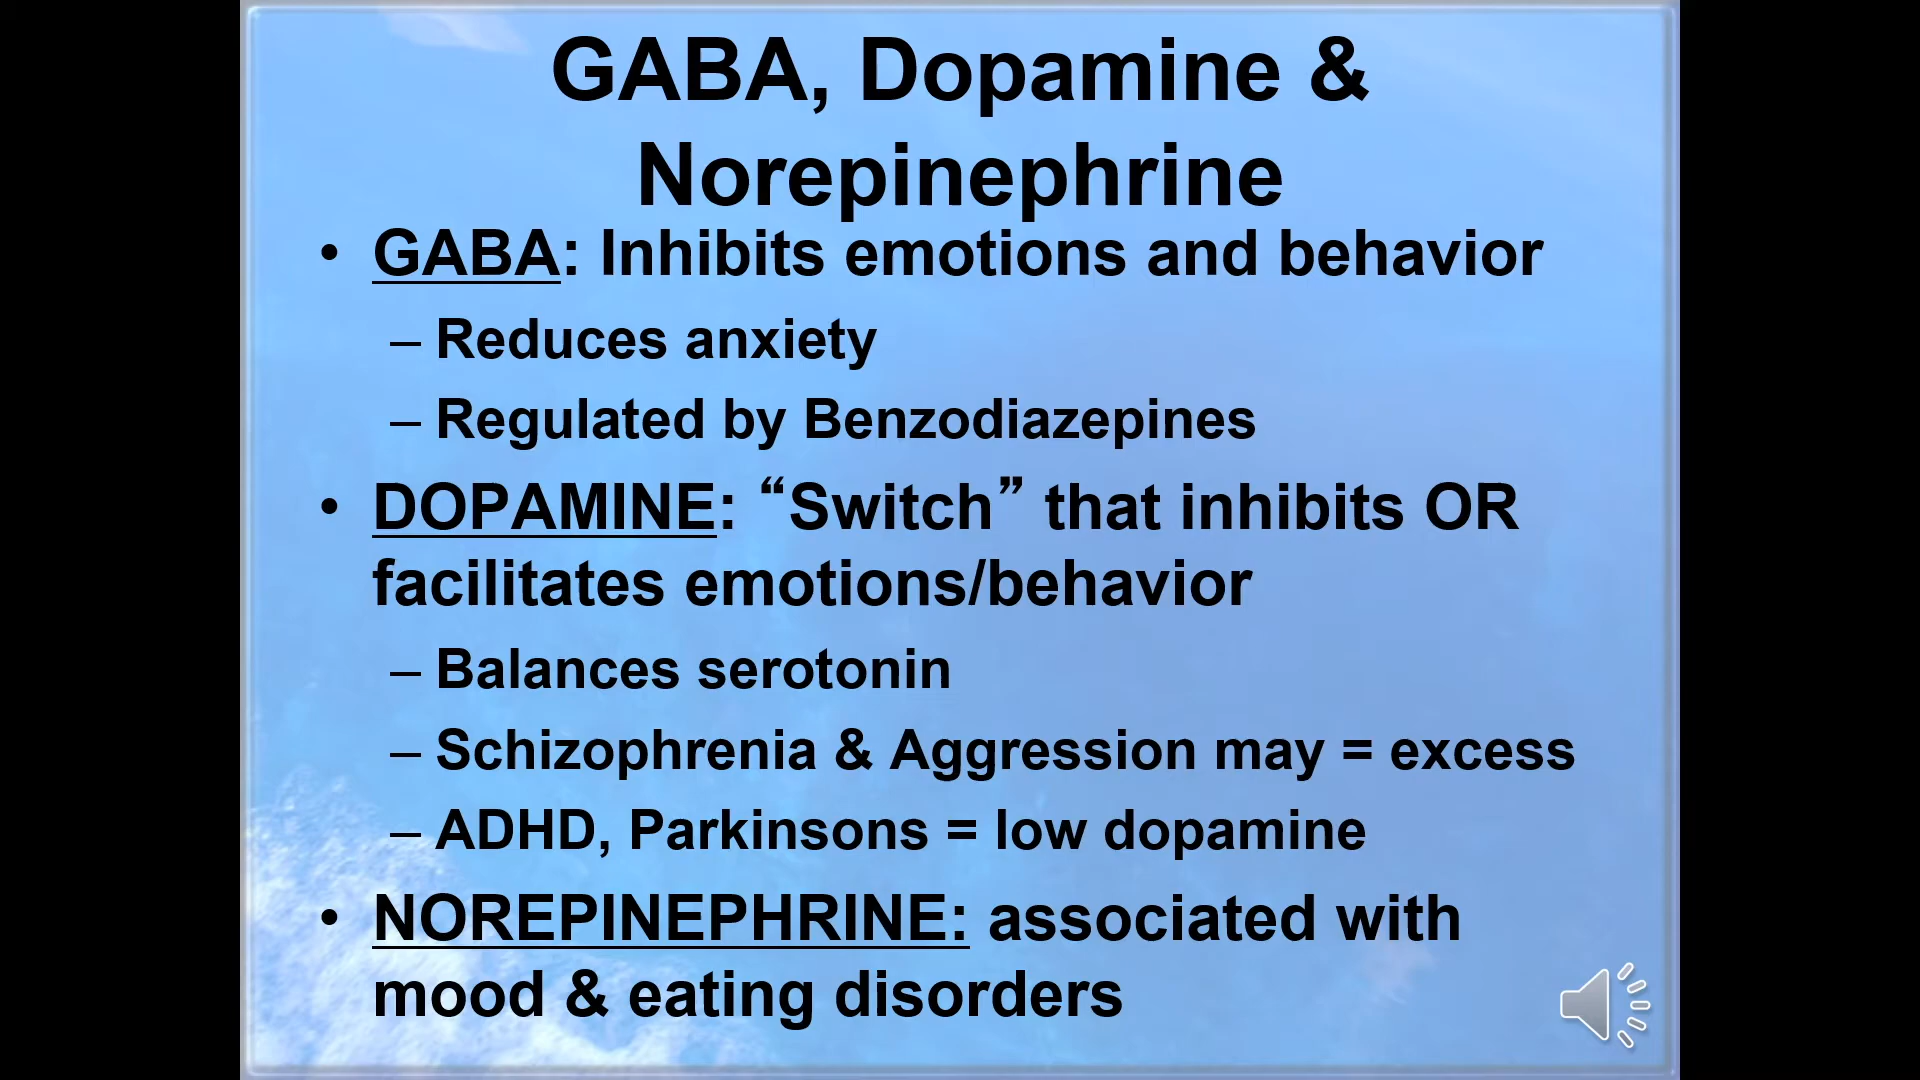 GABA, Dopamine &
Norepinephrine
• GABA: Inhibits emotions and behavior
– Reduces anxiety
– Regulated by Benzodiazepines
• DOPAMINE: “Switch” that inhibits OR
facilitates emotions/behavior
– Balances serotonin
– Schizophrenia & Aggression may = excess
– ADHD, Parkinsons = low dopamine
• NOREPINEPHRINE: associated with
mood & eating disorders